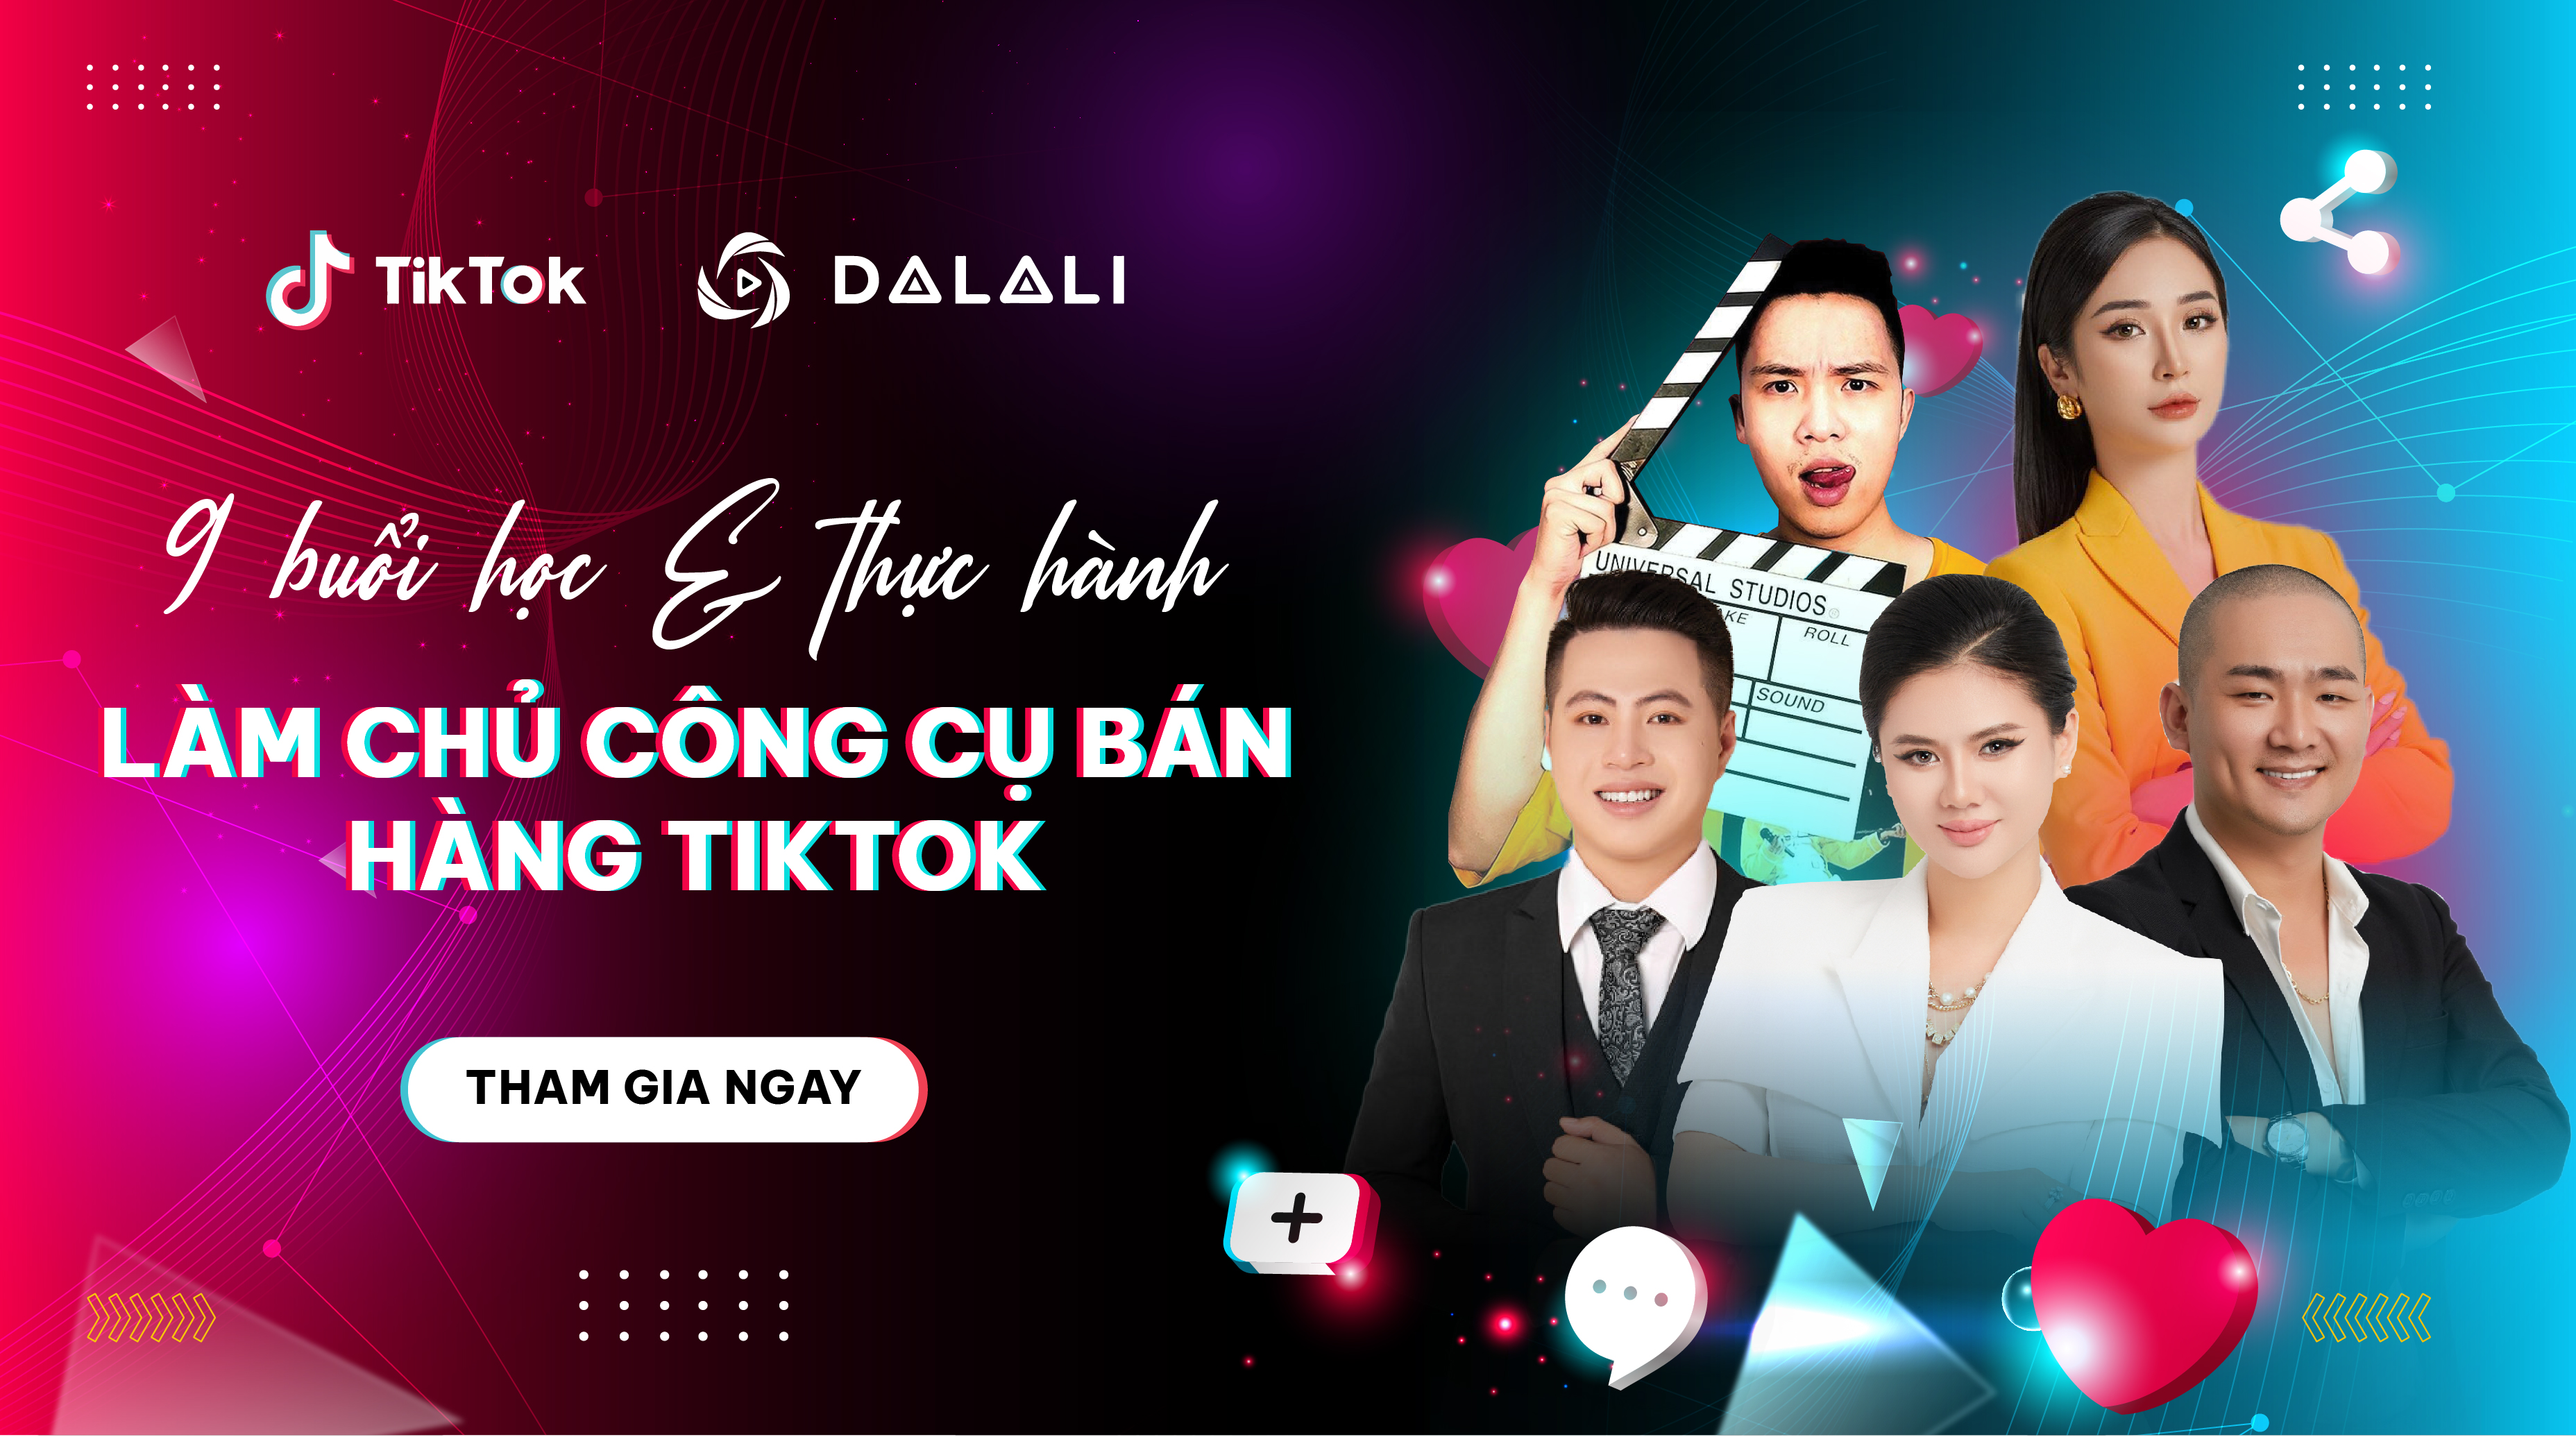 TikTok DALALI
9 buổi học & thực hành
LÀM CHỦ CÔNG CỤ BÁN
HÀNG TIKTOK
THAM GIA NGAY
UNIVERSAL STUDIOS
ROLL
SOUND